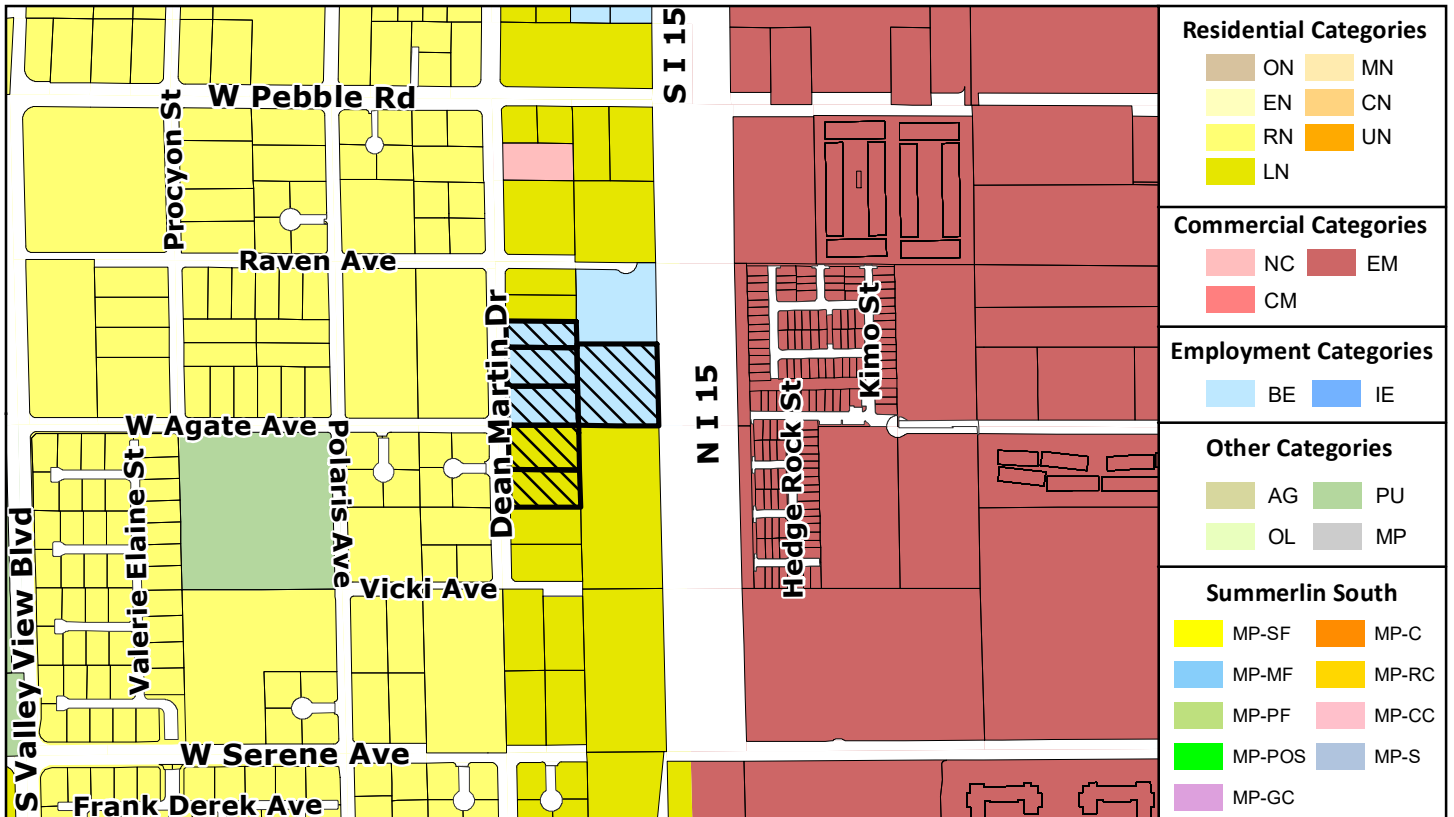 S I 15
W Pebble Rd
Procyon St
Raven Ave
Dean Martin Dr
Kimo St
N I 15
W Agate Ave
Polaris Ave
Valerie Elaine St
Hedge Rock St
S Valley View Blvd
Vicki Ave
W Serene Ave
Frank Derek Ave
Residential Categories
ON MN
EN CN
RN UN
LN
Commercial Categories
NC EM
CM
Employment Categories
BE IE
Other Categories
AG PU
OL MP
Summerlin South
MP-SF MP-C
MP-MF MP-RC
MP-PF MP-CC
MP-POS MP-S
MP-GC